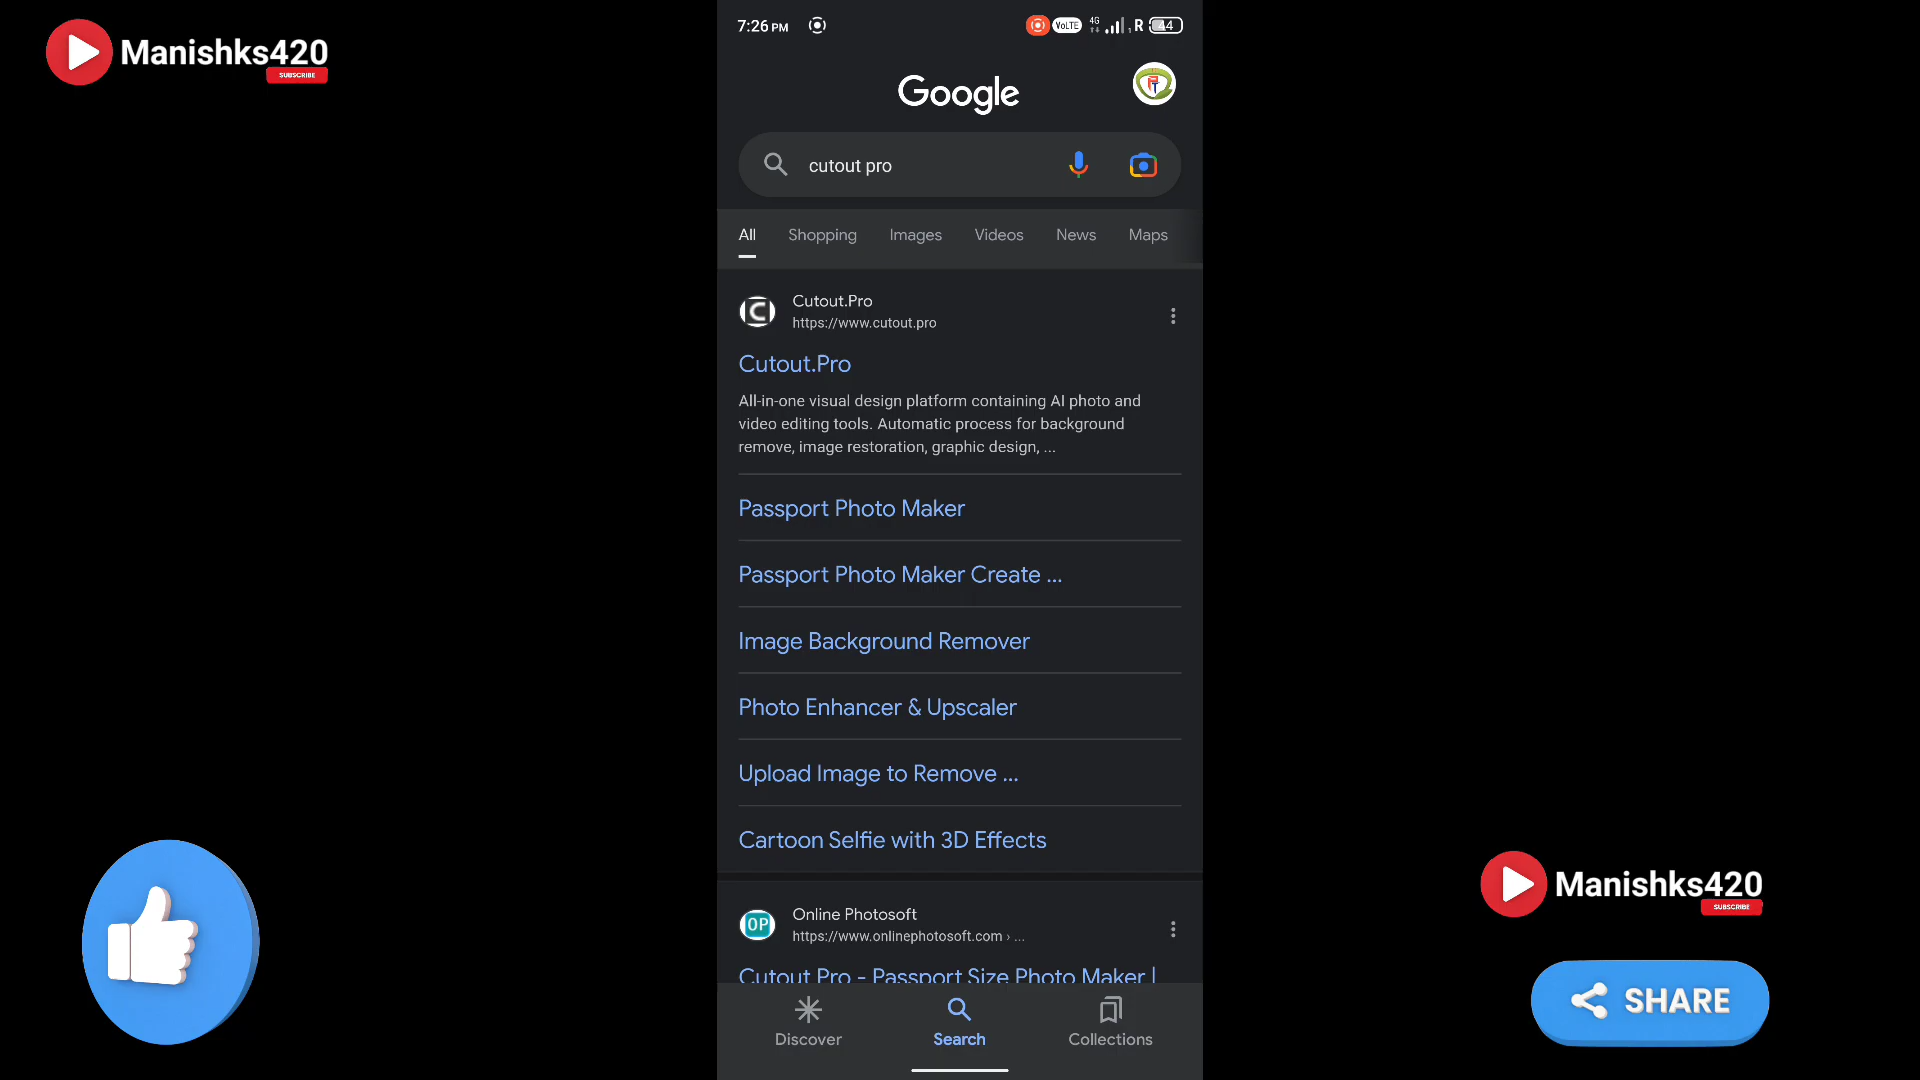 Manishks420
SUBSCRIBE
7:26 PM
VoLTE 4G R 44
Google
cutout pro
All Shopping Images Videos News Maps
Cutout.Pro
https://www.cutout.pro
Cutout.Pro
All-in-one visual design platform containing AI photo and
video editing tools. Automatic process for background
remove, image restoration, graphic design, ...
Passport Photo Maker
Passport Photo Maker Create ...
Image Background Remover
Photo Enhancer & Upscaler
Upload Image to Remove ...
Cartoon Selfie with 3D Effects
OP
Online Photosoft
https://www.onlinephotosoft.com › ...
Cutout Pro - Passport Size Photo Maker |
Discover Search Collections
Manishks420
SUBSCRIBE
SHARE